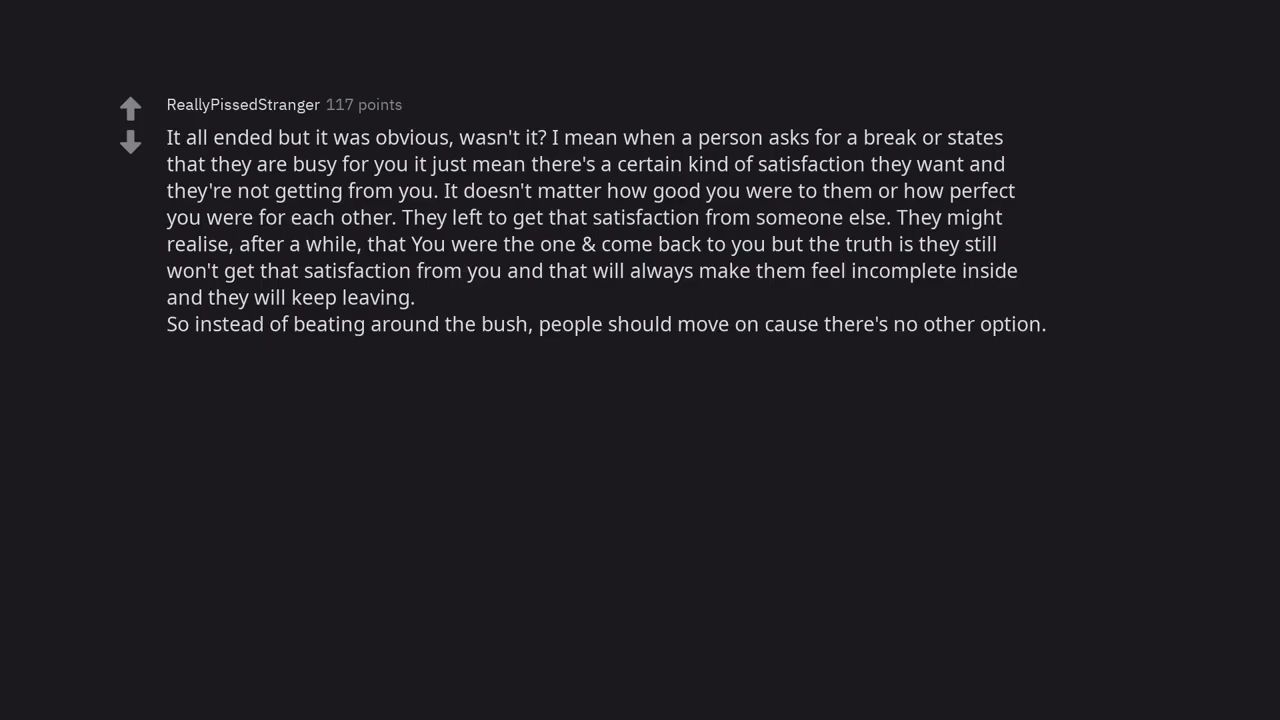 ReallyPissedStranger 117 points
It all ended but it was obvious, wasn't it? I mean when a person asks for a break or states
that they are busy for you it just mean there's a certain kind of satisfaction they want and
they're not getting from you. It doesn't matter how good you were to them or how perfect
you were for each other. They left to get that satisfaction from someone else. They might
realise, after a while, that You were the one & come back to you but the truth is they still
won't get that satisfaction from you and that will always make them feel incomplete inside
and they will keep leaving.
So instead of beating around the bush, people should move on cause there's no other option.